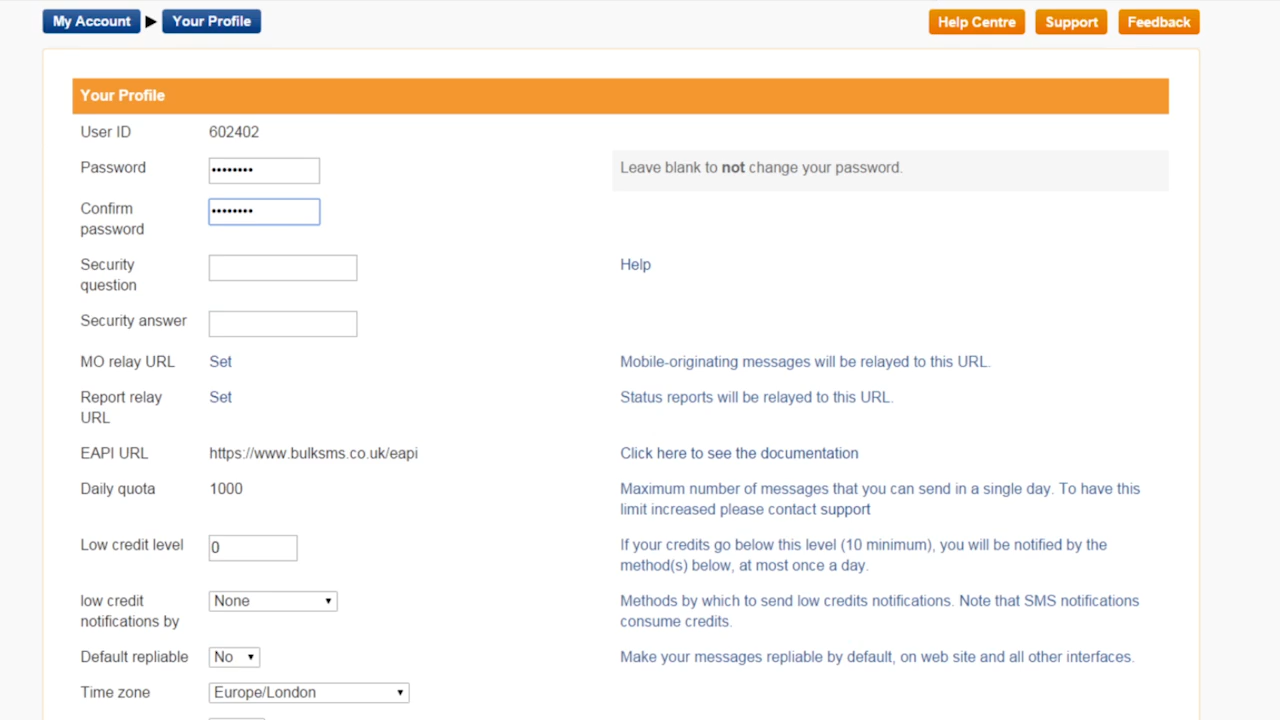 My Account Your Profile Help Centre Support Feedback
Your Profile
User ID 602402
Password •••••••• Leave blank to not change your password.
Confirm
password ••••••••
Security
question Help
Security answer
MO relay URL Set Mobile-originating messages will be relayed to this URL.
Report relay
URL Set Status reports will be relayed to this URL.
EAPI URL https://www.bulksms.co.uk/eapi Click here to see the documentation
Daily quota 1000 Maximum number of messages that you can send in a single day. To have this
limit increased please contact support
Low credit level 0 If your credits go below this level (10 minimum), you will be notified by the
method(s) below, at most once a day.
low credit
notifications by None Methods by which to send low credits notifications. Note that SMS notifications
consume credits.
Default repliable No Make your messages repliable by default, on web site and all other interfaces.
Time zone Europe/London